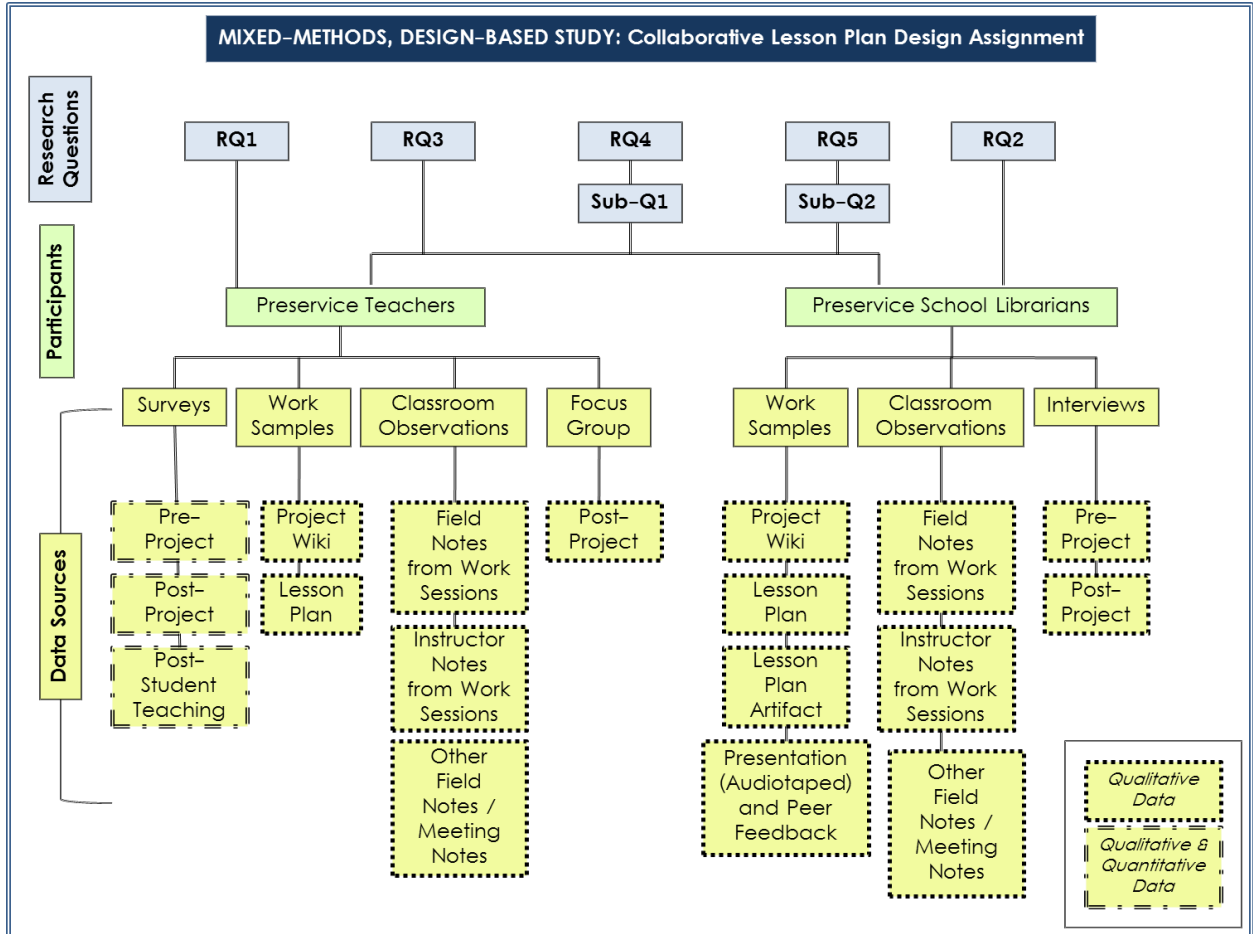 MIXED-METHODS, DESIGN-BASED STUDY: Collaborative Lesson Plan Design Assignment
Research
Questions
RQ1
RQ3
RQ4
RQ5
RQ2
Sub-Q1
Sub-Q2
Participants
Preservice Teachers
Preservice School Librarians
Data Sources
Surveys
Work
Samples
Classroom
Observations
Focus
Group
Work
Samples
Classroom
Observations
Interviews
Pre-
Project
Post-
Project
Post-
Student
Teaching
Project
Wiki
Lesson
Plan
Field
Notes
from Work
Sessions
Instructor
Notes
from Work
Sessions
Other
Field
Notes /
Meeting
Notes
Post-
Project
Project
Wiki
Lesson
Plan
Lesson
Plan
Artifact
Presentation
(Audiotaped)
and Peer
Feedback
Field
Notes
from Work
Sessions
Instructor
Notes
from Work
Sessions
Other
Field
Notes /
Meeting
Notes
Pre-
Project
Post-
Project
Qualitative
Data
Qualitative &
Quantitative
Data